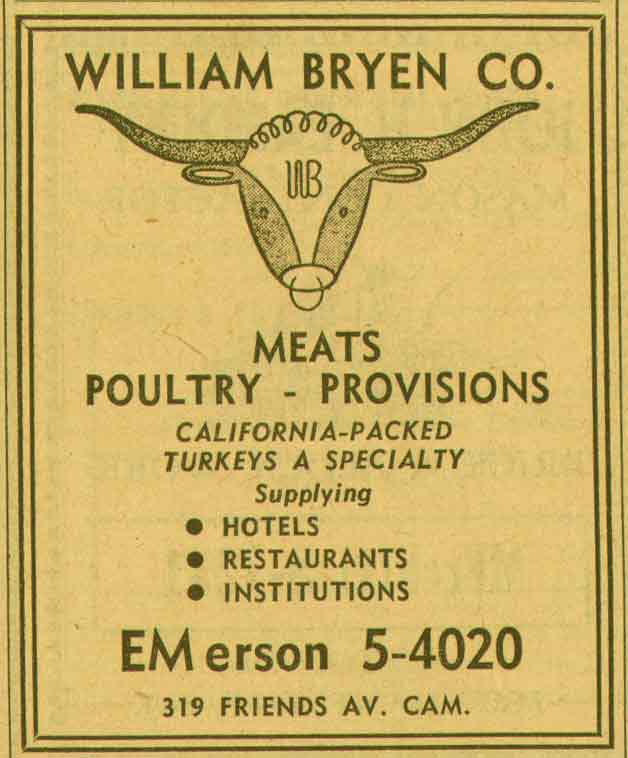 WILLIAM BRYEN CO.
WB
MEATS
POULTRY - PROVISIONS
CALIFORNIA-PACKED
TURKEYS A SPECIALTY
Supplying
● HOTELS
● RESTAURANTS
● INSTITUTIONS
EMerson 5-4020
319 FRIENDS AV. CAM.